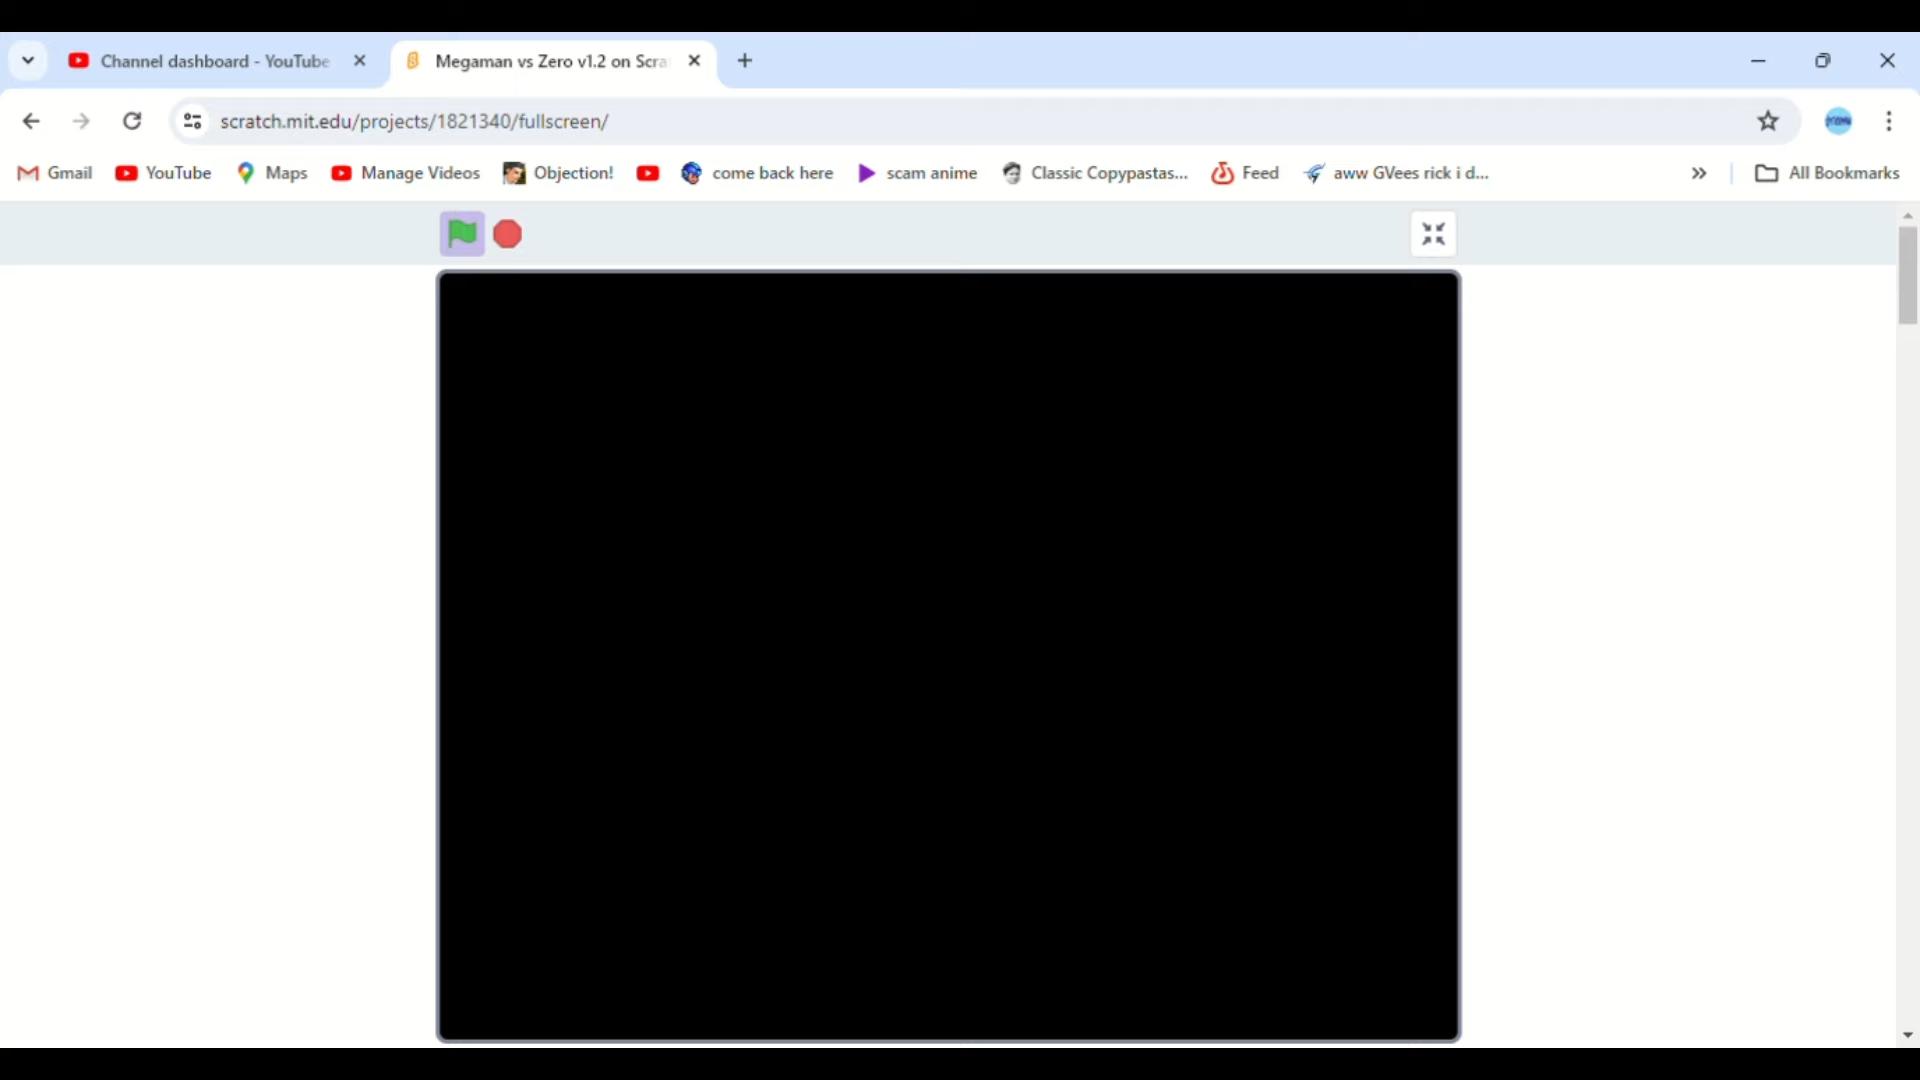 Channel dashboard - YouTube
Megaman vs Zero v1.2 on Scra
scratch.mit.edu/projects/1821340/fullscreen/
Gmail YouTube Maps Manage Videos Objection! come back here scam anime Classic Copypastas... Feed aww GVees rick i d... » All Bookmarks